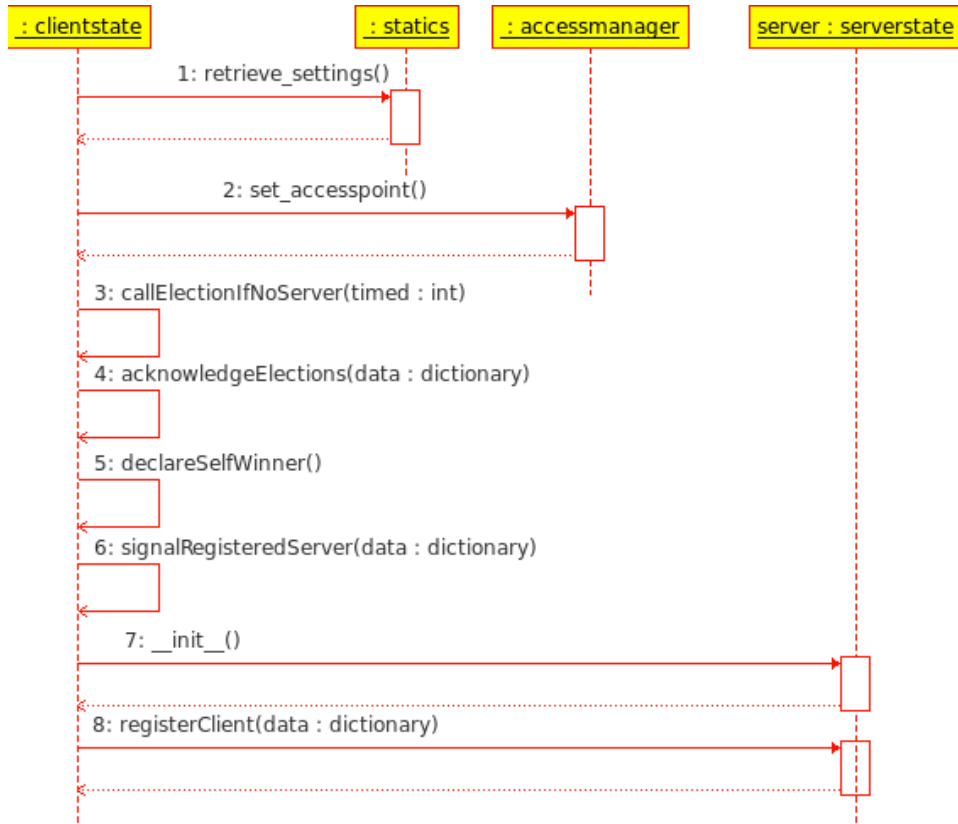 : clientstate
: statics
: accessmanager
server : serverstate
1: retrieve_settings()
2: set_accesspoint()
3: callElectionIfNoServer(timed : int)
4: acknowledgeElections(data : dictionary)
5: declareSelfWinner()
6: signalRegisteredServer(data : dictionary)
7: __init__()
8: registerClient(data : dictionary)